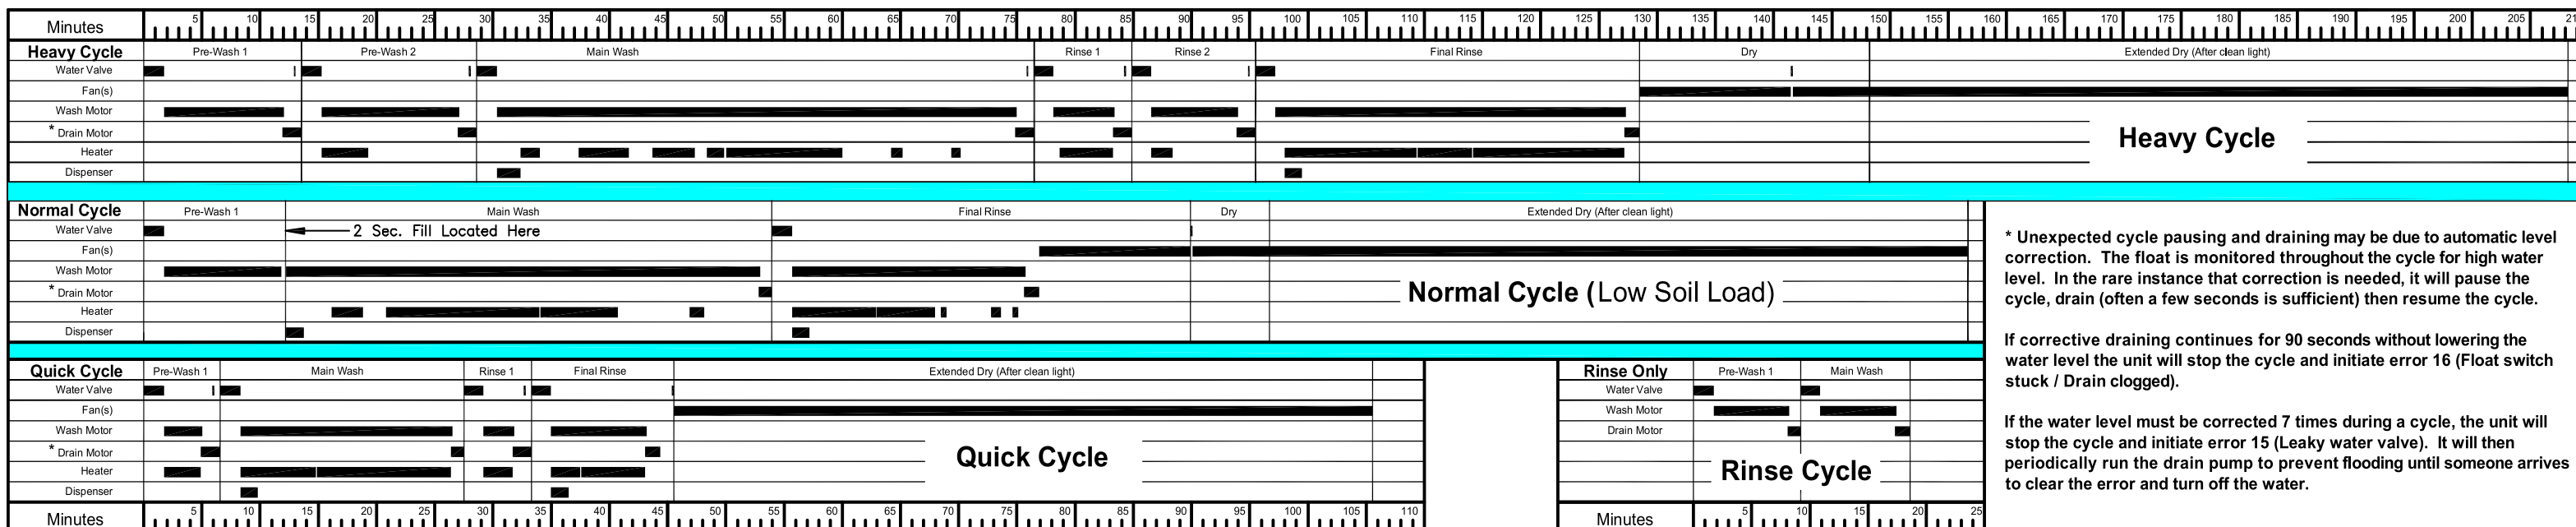 Minutes 5 10 15 20 25 30 35 40 45 50 55 60 65 70 75 80 85 90 95 100 105 110 115 120 125 130 135 140 145 150 155 160 165 170 175 180 185 190 195 200 205 21
Heavy Cycle Pre-Wash 1 Pre-Wash 2 Main Wash Rinse 1 Rinse 2 Final Rinse Dry Extended Dry (After clean light)
Water Valve
Fan(s)
Wash Motor
* Drain Motor
Heavy Cycle
Heater
Dispenser
Normal Cycle Pre-Wash 1 Main Wash Final Rinse Dry Extended Dry (After clean light)
Water Valve 2 Sec. Fill Located Here
Fan(s)
Wash Motor
* Drain Motor
Normal Cycle (Low Soil Load)
Heater
Dispenser
* Unexpected cycle pausing and draining may be due to automatic level
correction. The float is monitored throughout the cycle for high water
level. In the rare instance that correction is needed, it will pause the
cycle, drain (often a few seconds is sufficient) then resume the cycle.
If corrective draining continues for 90 seconds without lowering the
water level the unit will stop the cycle and initiate error 16 (Float switch
stuck / Drain clogged).
If the water level must be corrected 7 times during a cycle, the unit will
stop the cycle and initiate error 15 (Leaky water valve). It will then
periodically run the drain pump to prevent flooding until someone arrives
to clear the error and turn off the water.
Quick Cycle Pre-Wash 1 Main Wash Rinse 1 Final Rinse Extended Dry (After clean light)
Water Valve
Fan(s)
Wash Motor
* Drain Motor
Quick Cycle
Heater
Dispenser
Minutes 5 10 15 20 25 30 35 40 45 50 55 60 65 70 75 80 85 90 95 100 105 110
Rinse Only Pre-Wash 1 Main Wash
Water Valve
Wash Motor
Drain Motor
Rinse Cycle
Minutes 5 10 15 20 25